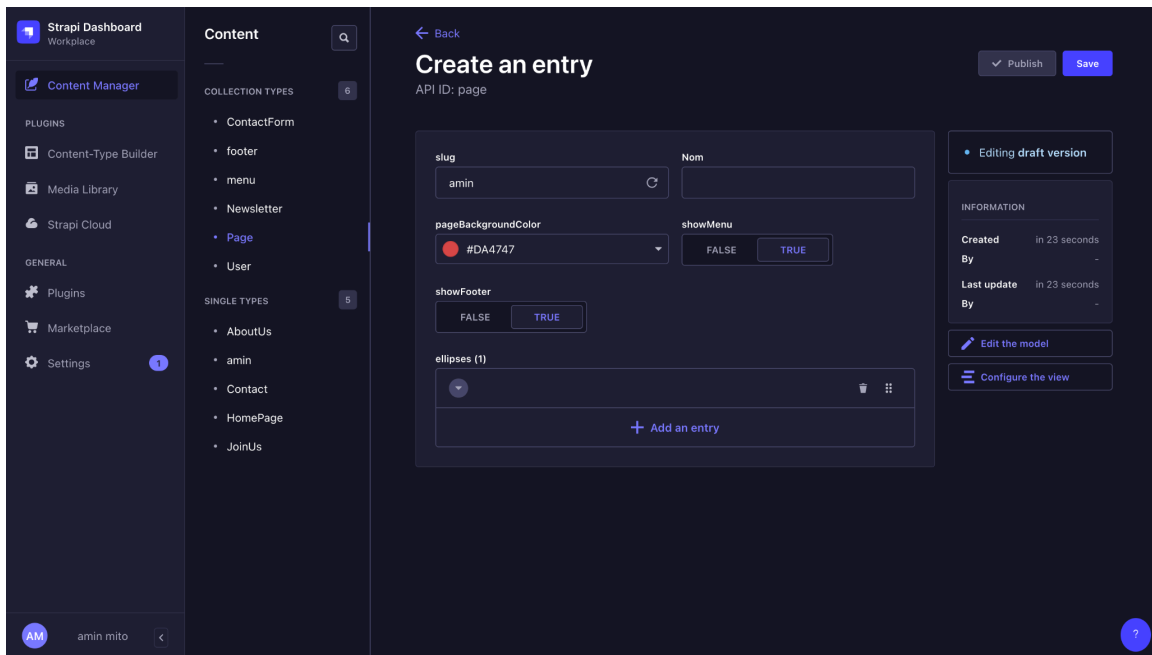 Strapi Dashboard
Workplace
Content Manager
PLUGINS
Content-Type Builder
Media Library
Strapi Cloud
GENERAL
Plugins
Marketplace
Settings
1
AM
amin mito
Content
COLLECTION TYPES
6
ContactForm
footer
menu
Newsletter
Page
User
SINGLE TYPES
5
AboutUs
amin
Contact
HomePage
JoinUs
Back
Create an entry
API ID: page
Publish
Save
slug
amin
Nom
pageBackgroundColor
#DA4747
showMenu
FALSE
TRUE
showFooter
FALSE
TRUE
ellipses (1)
Add an entry
Editing draft version
INFORMATION
Created in 23 seconds
By -
Last update in 23 seconds
By -
Edit the model
Configure the view
?